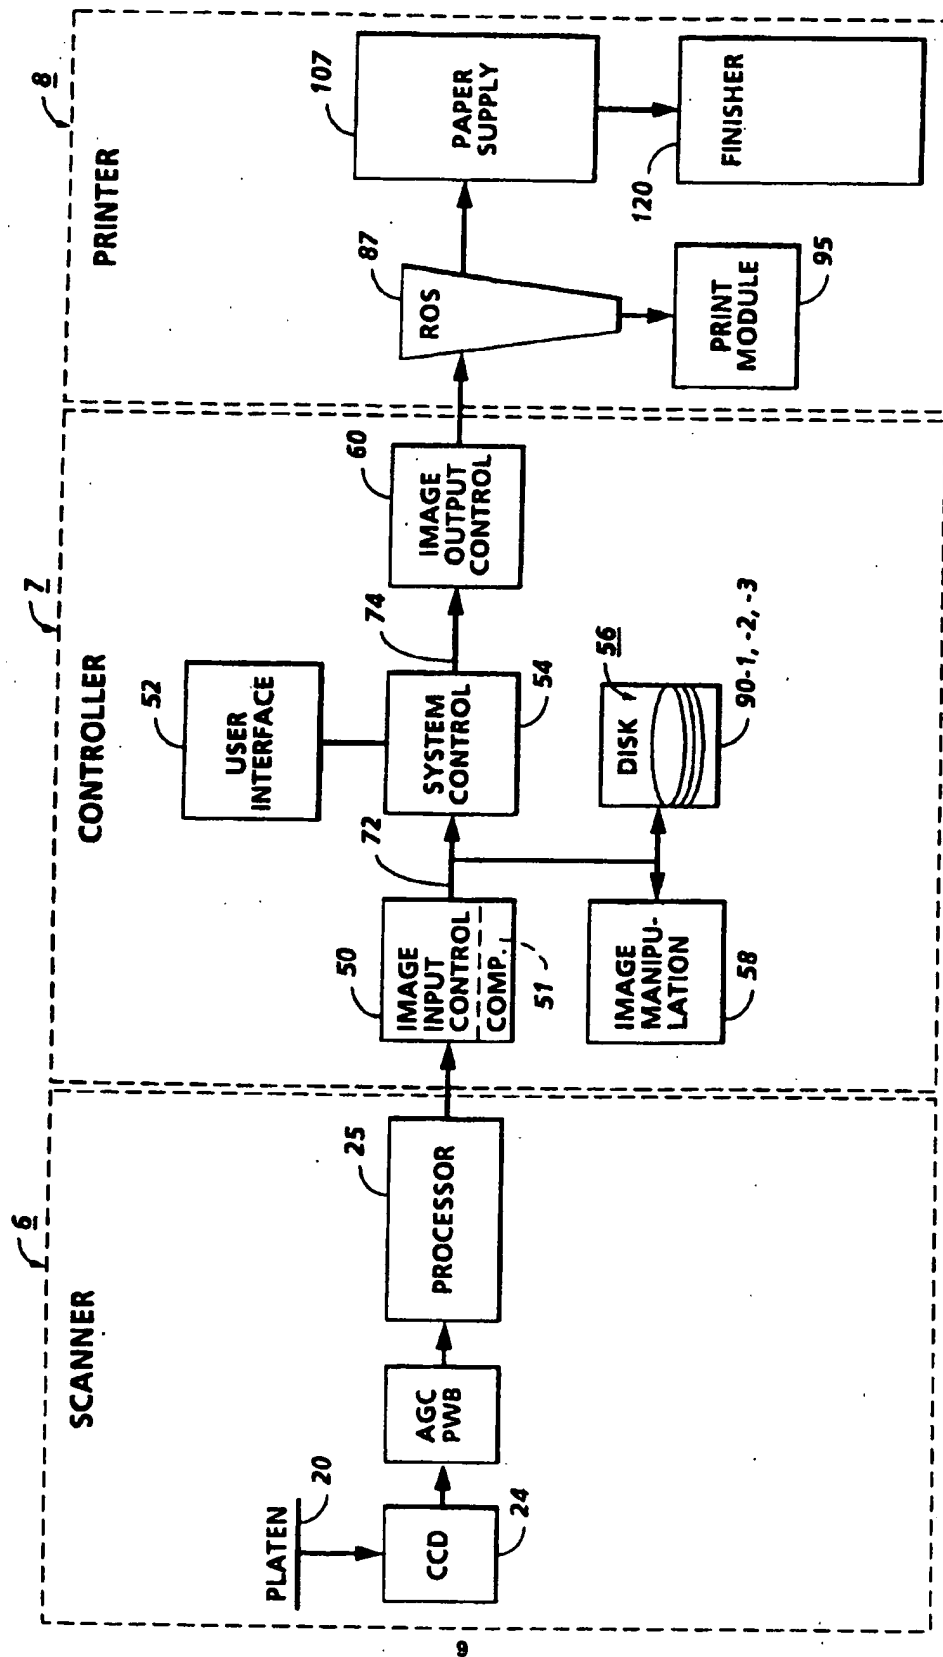 SCANNER
6
PLATEN
20
CCD
24
AGC
PWB
PROCESSOR
25
CONTROLLER
7
IMAGE
INPUT
CONTROL
COMP.
50
51
72
USER
INTERFACE
52
SYSTEM
CONTROL
54
74
IMAGE
OUTPUT
CONTROL
60
IMAGE
MANIPU-
LATION
58
DISK
56
90-1, -2, -3
PRINTER
8
ROS
87
PRINT
MODULE
95
PAPER
SUPPLY
107
FINISHER
120